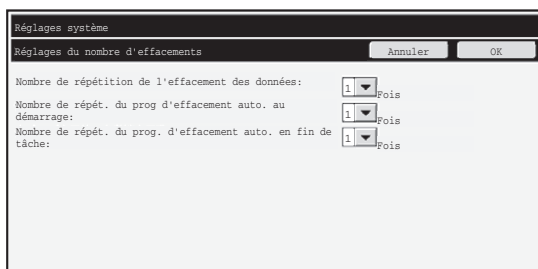 Réglages système
Réglages du nombre d'effacements Annuler OK
Nombre de répétition de l'effacement des données: 1 Fois
Nombre de répét. du prog d'effacement auto. au
démarrage: 1 Fois
Nombre de répét. du prog. d'effacement auto. en fin de
tâche: 1 Fois